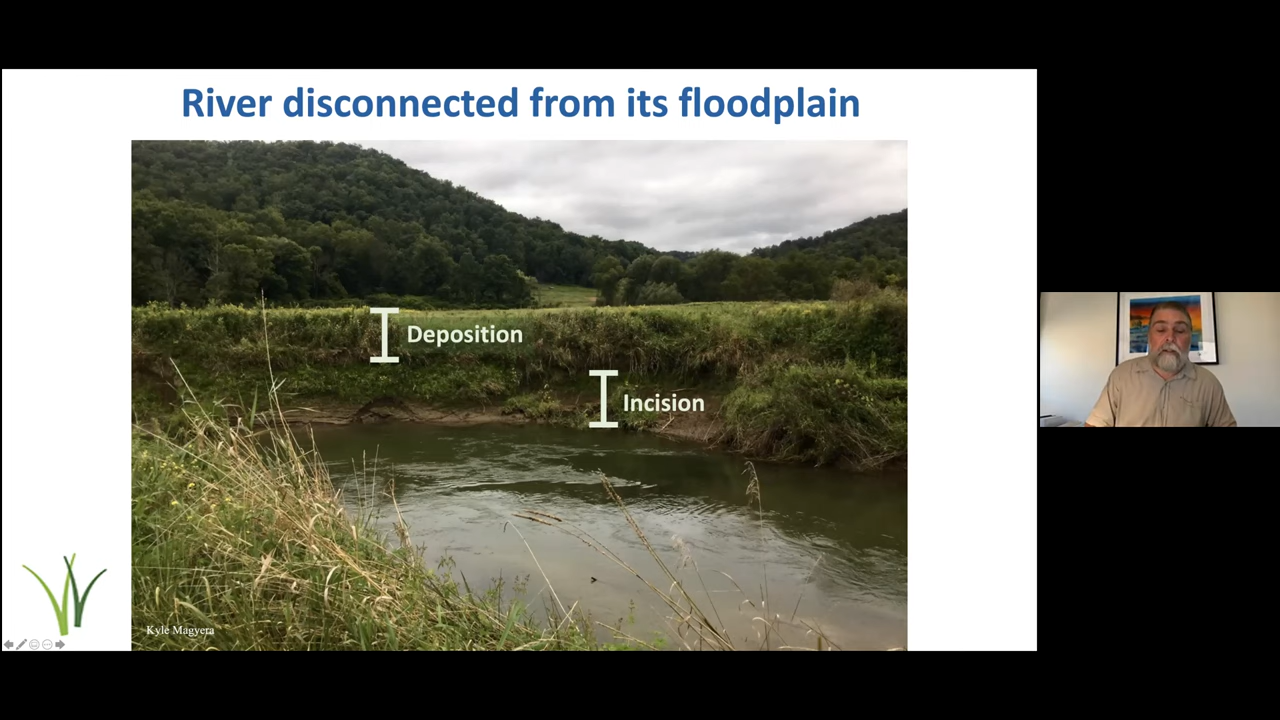 River disconnected from its floodplain
Deposition
Incision
Kyle Magyera